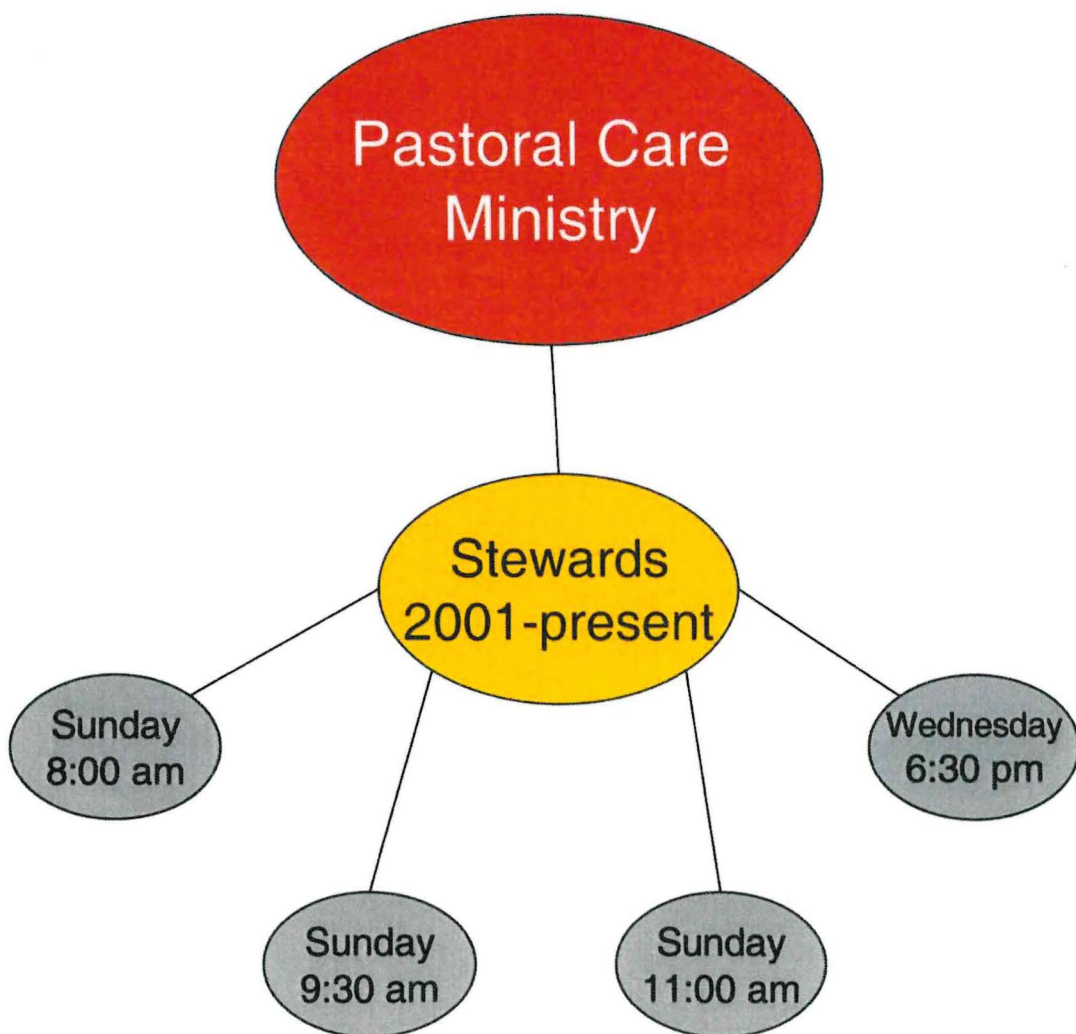 Pastoral Care
Ministry
Stewards
2001-present
Sunday
8:00 am
Wednesday
6:30 pm
Sunday
9:30 am
Sunday
11:00 am